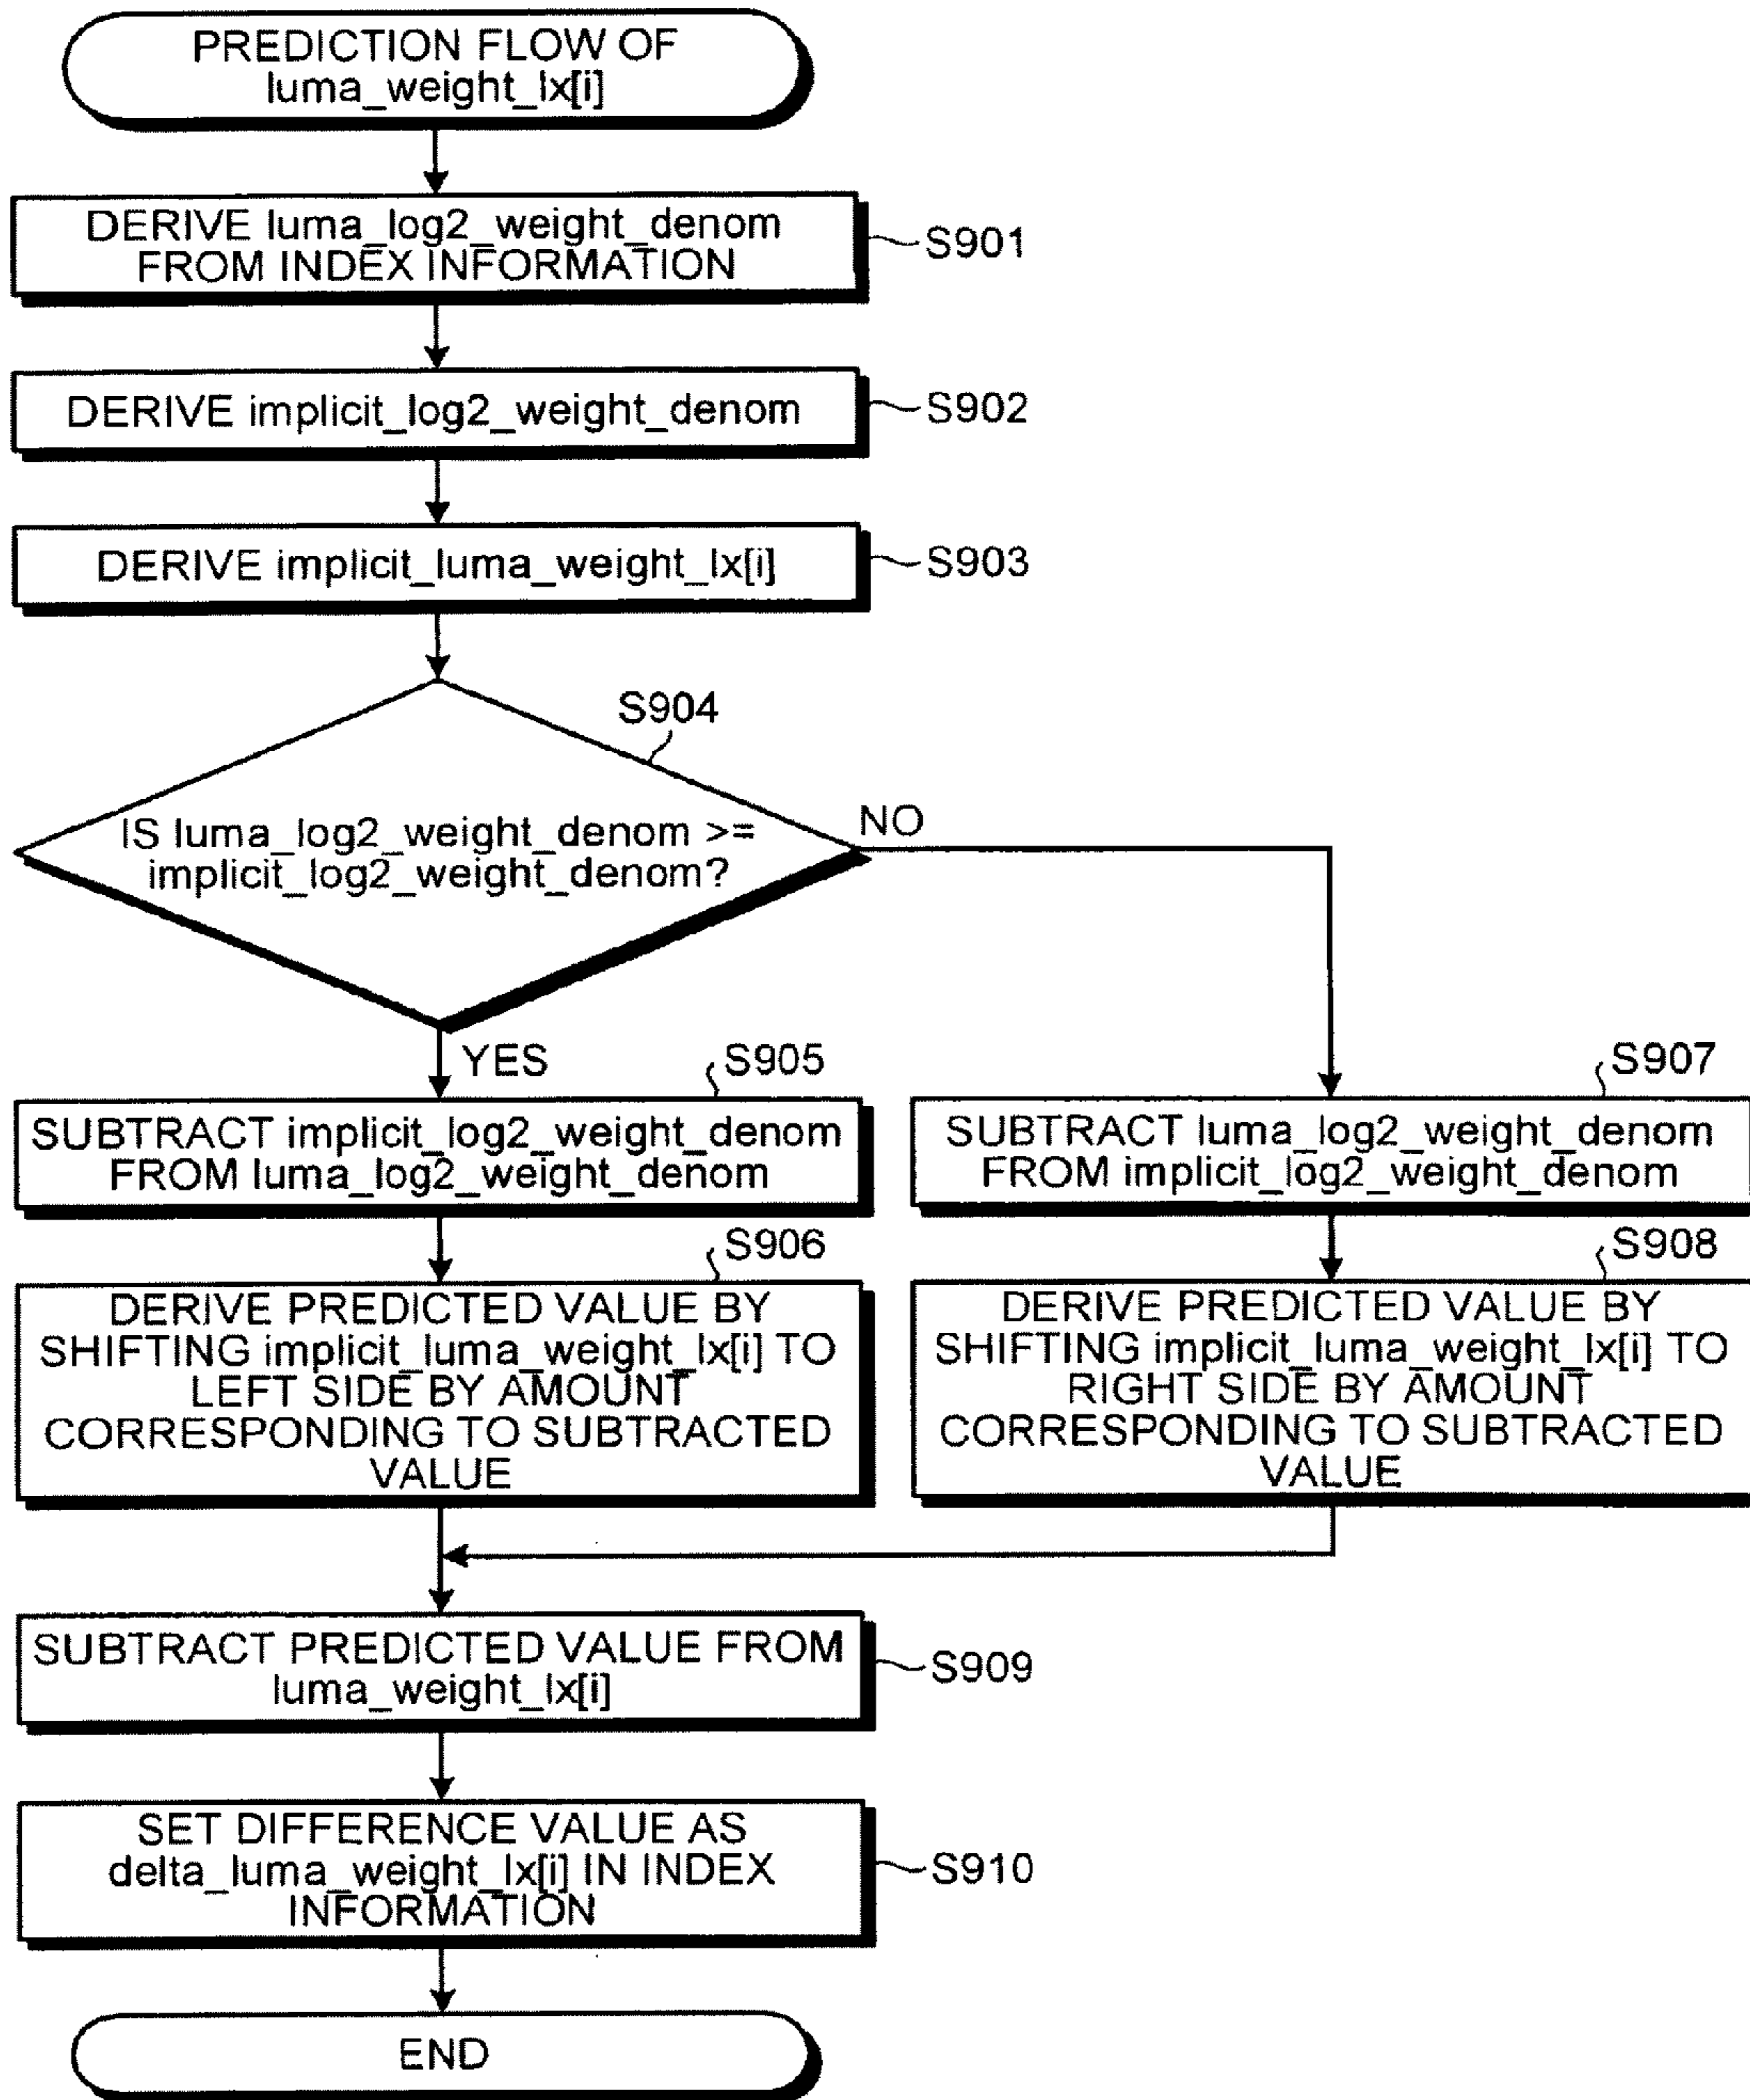 PREDICTION FLOW OF
luma_weight_lx[i]
DERIVE luma_log2_weight_denom
FROM INDEX INFORMATION
S901
DERIVE implicit_log2_weight_denom
S902
DERIVE implicit_luma_weight_lx[i]
S903
S904
IS luma_log2_weight_denom >=
implicit_log2_weight_denom?
NO
YES
S905
SUBTRACT implicit_log2_weight_denom
FROM luma_log2_weight_denom
S907
SUBTRACT luma_log2_weight_denom
FROM implicit_log2_weight_denom
S906
DERIVE PREDICTED VALUE BY
SHIFTING implicit_luma_weight_lx[i] TO
LEFT SIDE BY AMOUNT
CORRESPONDING TO SUBTRACTED
VALUE
S908
DERIVE PREDICTED VALUE BY
SHIFTING implicit_luma_weight_lx[i] TO
RIGHT SIDE BY AMOUNT
CORRESPONDING TO SUBTRACTED
VALUE
SUBTRACT PREDICTED VALUE FROM
luma_weight_lx[i]
S909
SET DIFFERENCE VALUE AS
delta_luma_weight_lx[i] IN INDEX
INFORMATION
S910
END